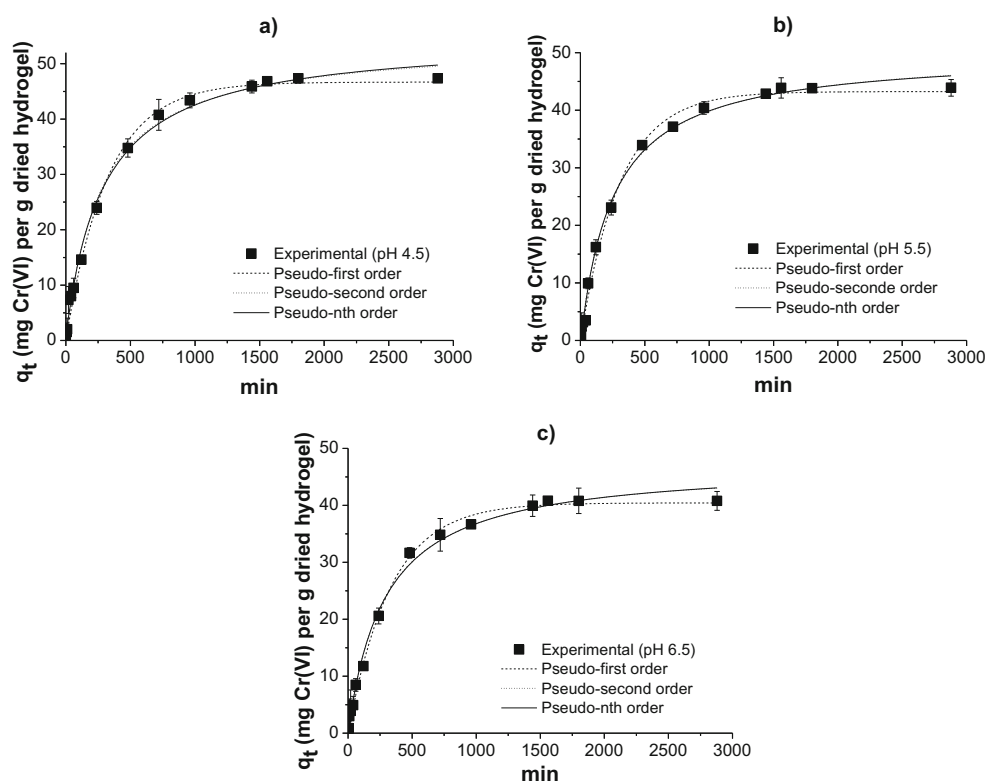 a)
q_t (mg Cr(VI) per g dried hydrogel)
50
40
30
20
10
0
Experimental (pH 4.5)
Pseudo-first order
Pseudo-second order
Pseudo-nth order
0 500 1000 1500 2000 2500 3000
min
b)
q_t (mg Cr(VI) per g dried hydrogel)
50
40
30
20
10
0
Experimental (pH 5.5)
Pseudo-first order
Pseudo-seconde order
Pseudo-nth order
0 500 1000 1500 2000 2500 3000
min
c)
q_t (mg Cr(VI) per g dried hydrogel)
50
40
30
20
10
0
Experimental (pH 6.5)
Pseudo-first order
Pseudo-second order
Pseudo-nth order
0 500 1000 1500 2000 2500 3000
min